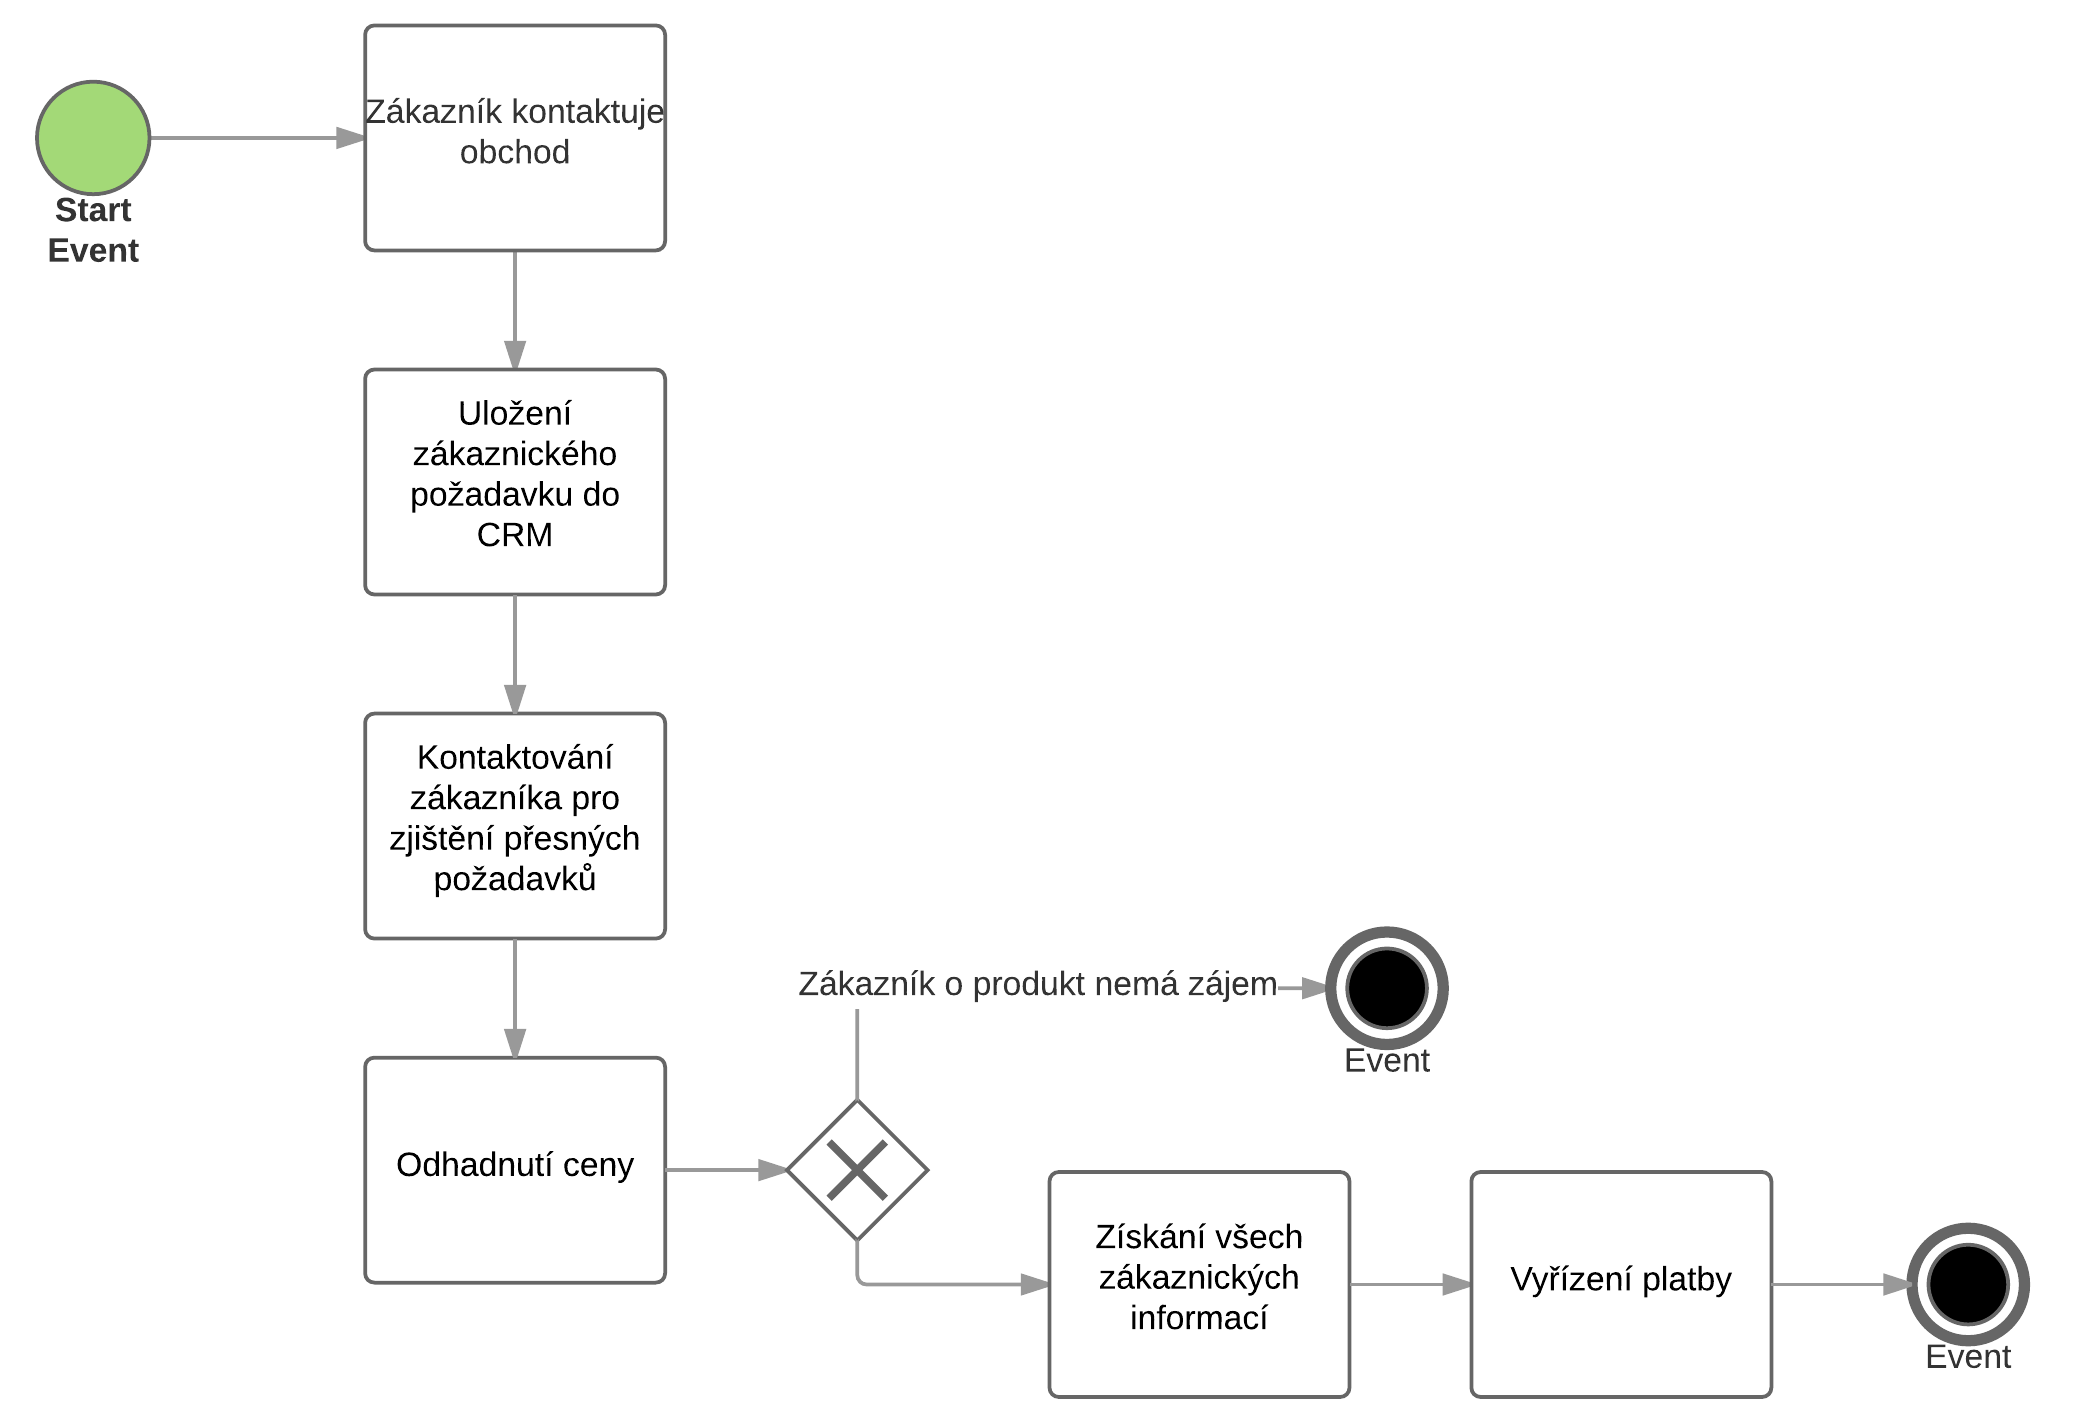 Start
Event
Zákazník kontaktuje
obchod
Uložení
zákaznického
požadavku do
CRM
Kontaktování
zákazníka pro
zjištění přesných
požadavků
Odhadnutí ceny
Zákazník o produkt nemá zájem
Event
Získání všech
zákaznických
informací
Vyřízení platby
Event